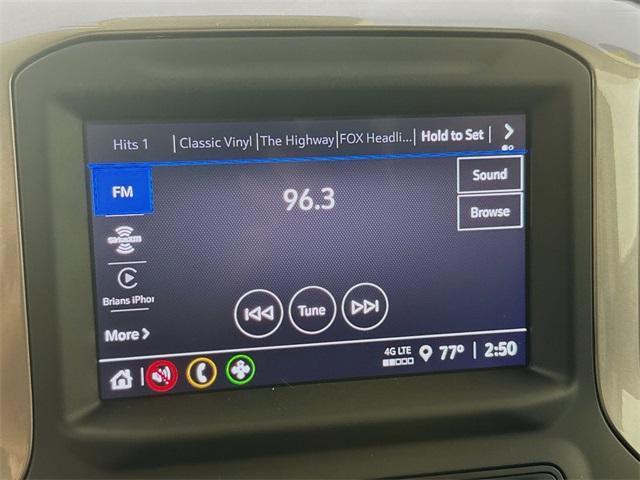 Hits 1 Classic Vinyl The Highway FOX Headli... Hold to Set
FM
96.3
Sound
Browse
SiriusXM
Brians iPhor
Tune
More
4G LTE 77° 2:50